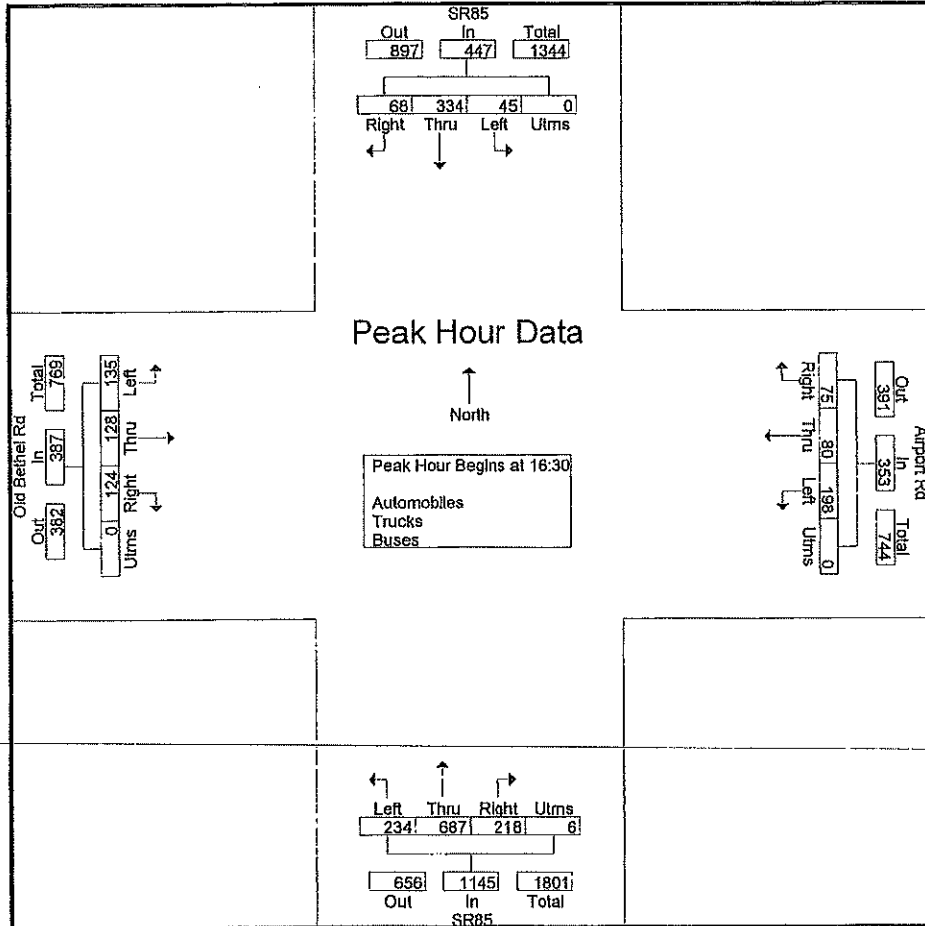 SR85
Out In Total
897 447 1344
68 334 45 0
Right Thru Left Utrns
Peak Hour Data
North
Peak Hour Begins at 16:30
Automobiles
Trucks
Buses
Old Bethel Rd
Total In Out
769 387 382
135 128 124 0
Left Thru Right Utrns
Airport Rd
Out In Total
391 353 744
75 80 198 0
Right Thru Left Utrns
Left Thru Right Utrns
234 687 218 6
656 1145 1801
Out In Total
SR85